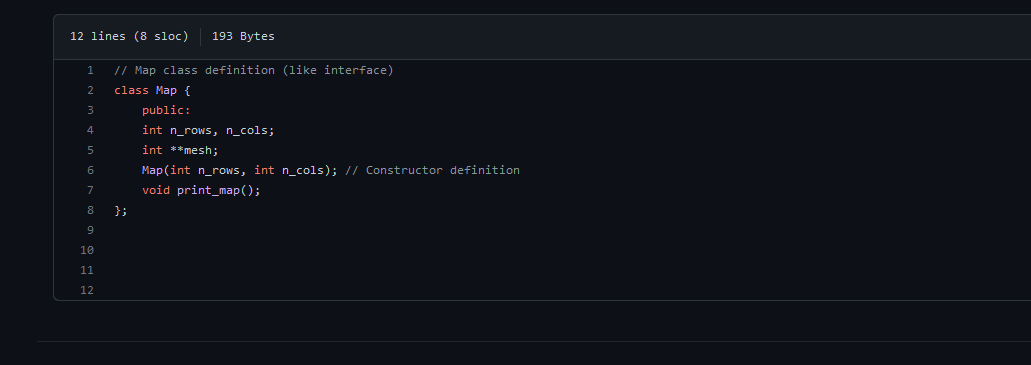 12 lines (8 sloc) 193 Bytes
1 // Map class definition (like interface)
2 class Map {
3 public:
4 int n_rows, n_cols;
5 int **mesh;
6 Map(int n_rows, int n_cols); // Constructor definition
7 void print_map();
8 };
9
10
11
12